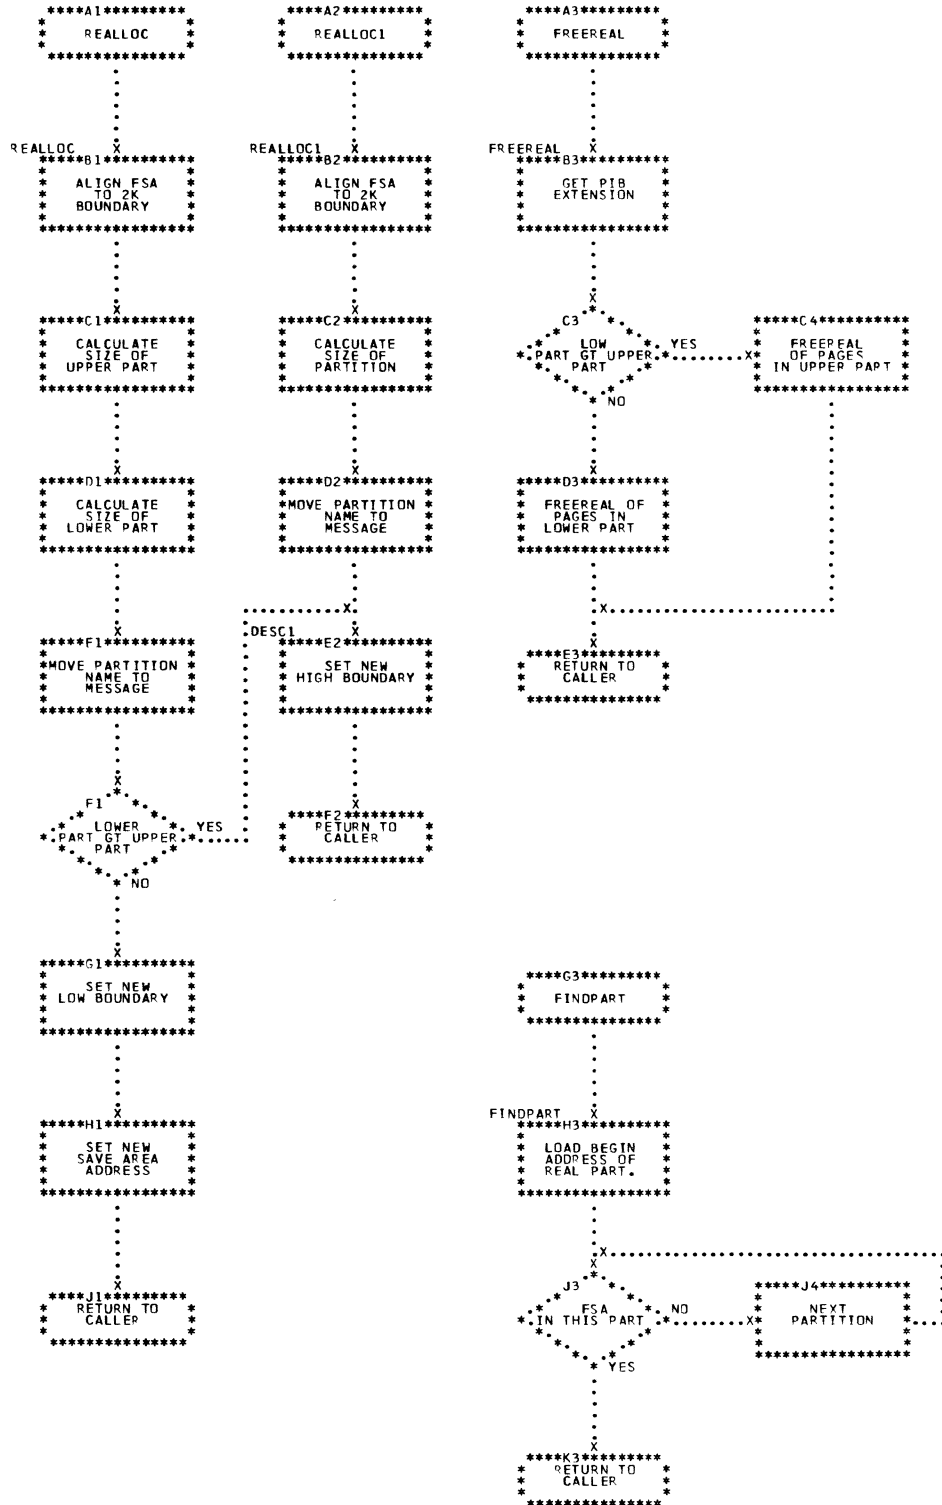 ****A1*********
REALLOC
****A2*********
REALLOC1
****A3*********
FREEREAL
REALLOC X
*****B1**********
ALIGN FSA
TO 2K
BOUNDARY
REALLOC1 X
*****B2**********
ALIGN FSA
TO 2K
BOUNDARY
FREEREAL X
*****B3**********
GET PIB
EXTENSION
X
*****C1**********
CALCULATE
SIZE OF
UPPER PART
X
*****C2**********
CALCULATE
SIZE OF
PARTITION
X
C3
LOW
PART GT UPPER
PART
YES
NO
X
*****C4**********
FREEREAL
OF PAGES
IN UPPER PART
X
*****D1**********
CALCULATE
SIZE OF
LOWER PART
X
*****D2**********
MOVE PARTITION
NAME TO
MESSAGE
X
*****D3**********
FREEREAL OF
PAGES IN
LOWER PART
X
X
X
*****F1**********
MOVE PARTITION
NAME TO
MESSAGE
DESC1 X
*****E2**********
SET NEW
HIGH BOUNDARY
X
****E3*********
RETURN TO
CALLER
X
F1
LOWER
PART GT UPPER
PART
YES
NO
X
****F2*********
RETURN TO
CALLER
X
*****G1**********
SET NEW
LOW BOUNDARY
****G3*********
FINDPART
X
*****H1**********
SET NEW
SAVE AREA
ADDRESS
FINDPART X
*****H3**********
LOAD BEGIN
ADDRESS OF
REAL PART.
X
****J1*********
RETURN TO
CALLER
X
X
J3
FSA
IN THIS PART
NO
YES
X
*****J4**********
NEXT
PARTITION
X
****K3*********
RETURN TO
CALLER